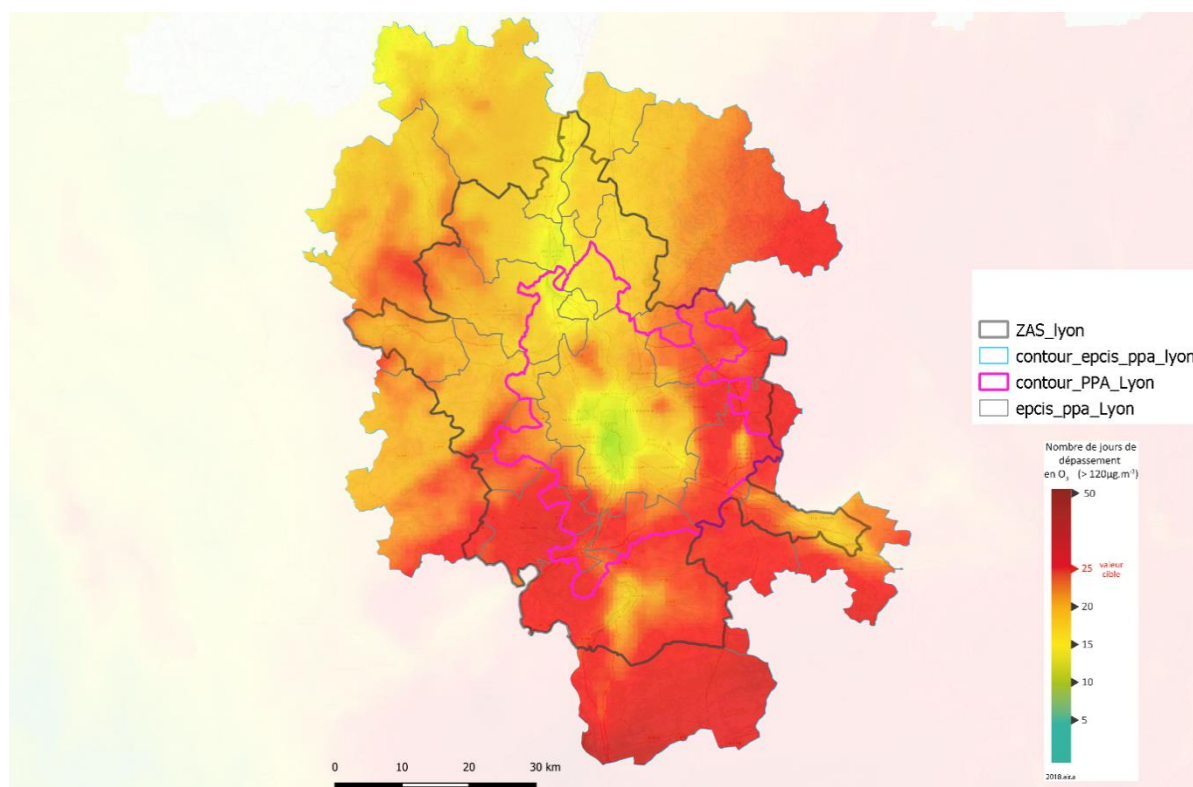 ZAS_lyon
contour_epcis_ppa_lyon
contour_PPA_Lyon
epcis_ppa_Lyon
Nombre de jours de
dépassement
en O₃ (> 120µg.m⁻³)
50
25 valeur
cible
20
15
10
5
0 10 20 30 km